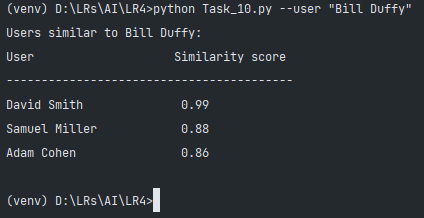 (venv) D:\LRs\AI\LR4>python Task_10.py --user "Bill Duffy"
Users similar to Bill Duffy:
User                    Similarity score
-----------------------------------------
David Smith              0.99
Samuel Miller            0.88
Adam Cohen               0.86
(venv) D:\LRs\AI\LR4>